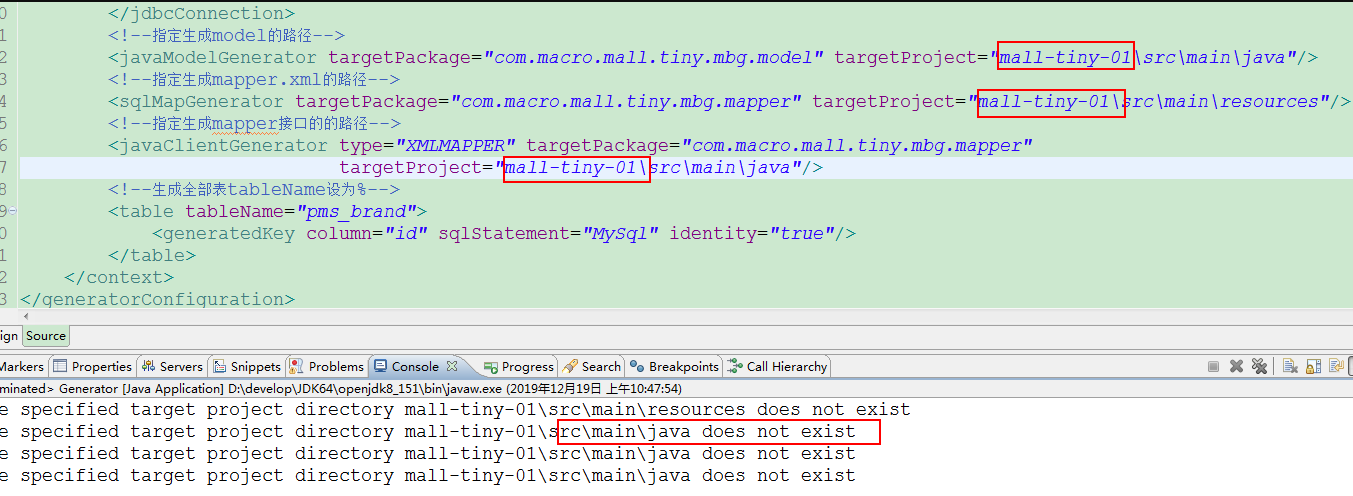 0 </jdbcConnection>
1 <!--指定生成model的路径-->
2 <javaModelGenerator targetPackage="com.macro.mall.tiny.mbg.model" targetProject="mall-tiny-01\src\main\java"/>
3 <!--指定生成mapper.xml的路径-->
4 <sqlMapGenerator targetPackage="com.macro.mall.tiny.mbg.mapper" targetProject="mall-tiny-01\src\main\resources"/>
5 <!--指定生成mapper接口的的路径-->
6 <javaClientGenerator type="XMLMAPPER" targetPackage="com.macro.mall.tiny.mbg.mapper"
7 targetProject="mall-tiny-01\src\main\java"/>
8 <!--生成全部表tableName设为%-->
9 <table tableName="pms_brand">
0 <generatedKey column="id" sqlStatement="MySql" identity="true"/>
1 </table>
2 </context>
3 </generatorConfiguration>
ign Source
Markers Properties Servers Snippets Problems Console Progress Search Breakpoints Call Hierarchy
minated> Generator [Java Application] D:\develop\JDK64\openjdk8_151\bin\javaw.exe (2019年12月19日 上午10:47:54)
e specified target project directory mall-tiny-01\src\main\resources does not exist
e specified target project directory mall-tiny-01\src\main\java does not exist
e specified target project directory mall-tiny-01\src\main\java does not exist
e specified target project directory mall-tiny-01\src\main\java does not exist